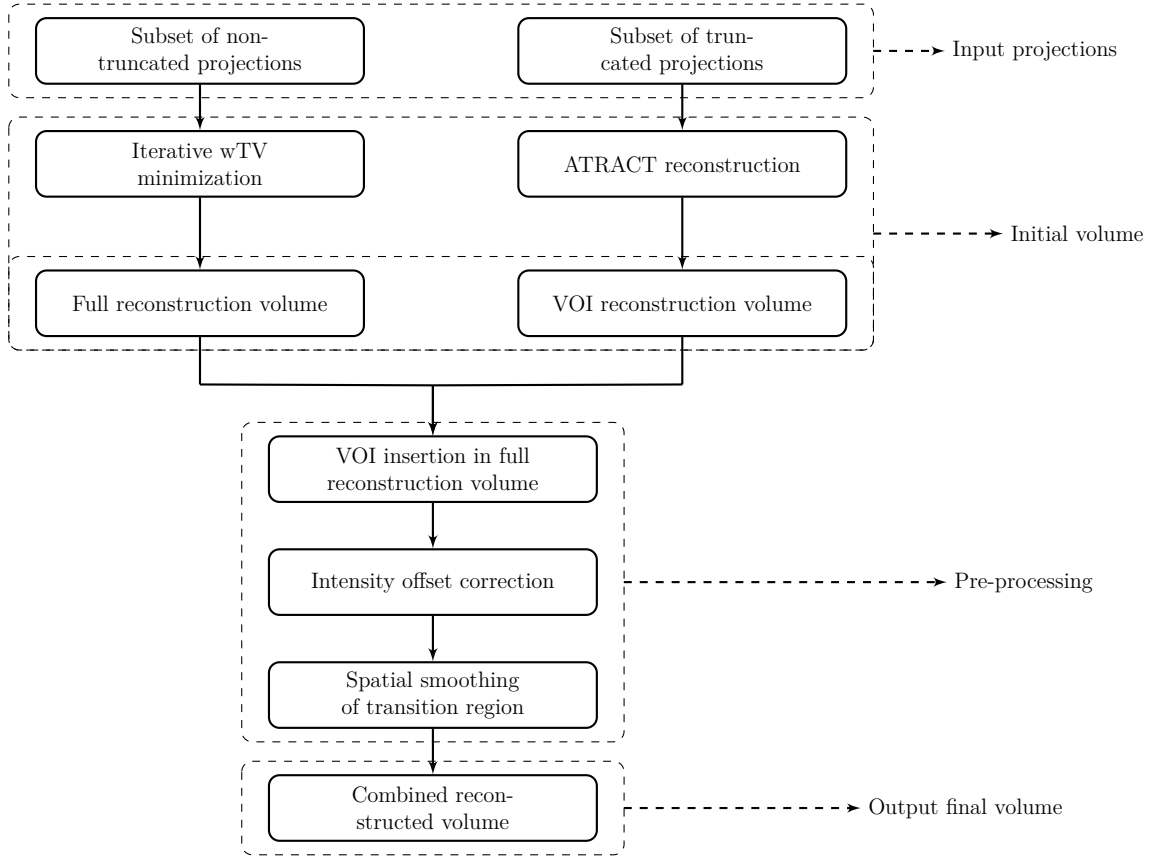 Subset of non-
truncated projections
Subset of trun-
cated projections
Input projections
Iterative wTV
minimization
ATRACT reconstruction
Initial volume
Full reconstruction volume
VOI reconstruction volume
VOI insertion in full
reconstruction volume
Intensity offset correction
Pre-processing
Spatial smoothing
of transition region
Combined recon-
structed volume
Output final volume